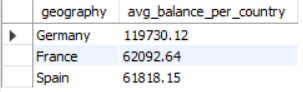 geography avg_balance_per_country
Germany 119730.12
France 62092.64
Spain 61818.15